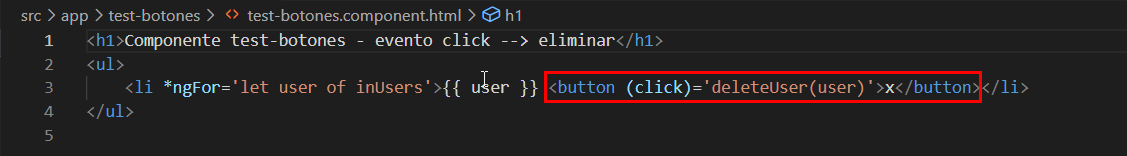 src > app > test-botones > <> test-botones.component.html > h1
1 <h1>Componente test-botones - evento click --> eliminar</h1>
2 <ul>
3 <li *ngFor='let user of inUsers'>{{ user }} <button (click)='deleteUser(user)'>x</button></li>
4 </ul>
5